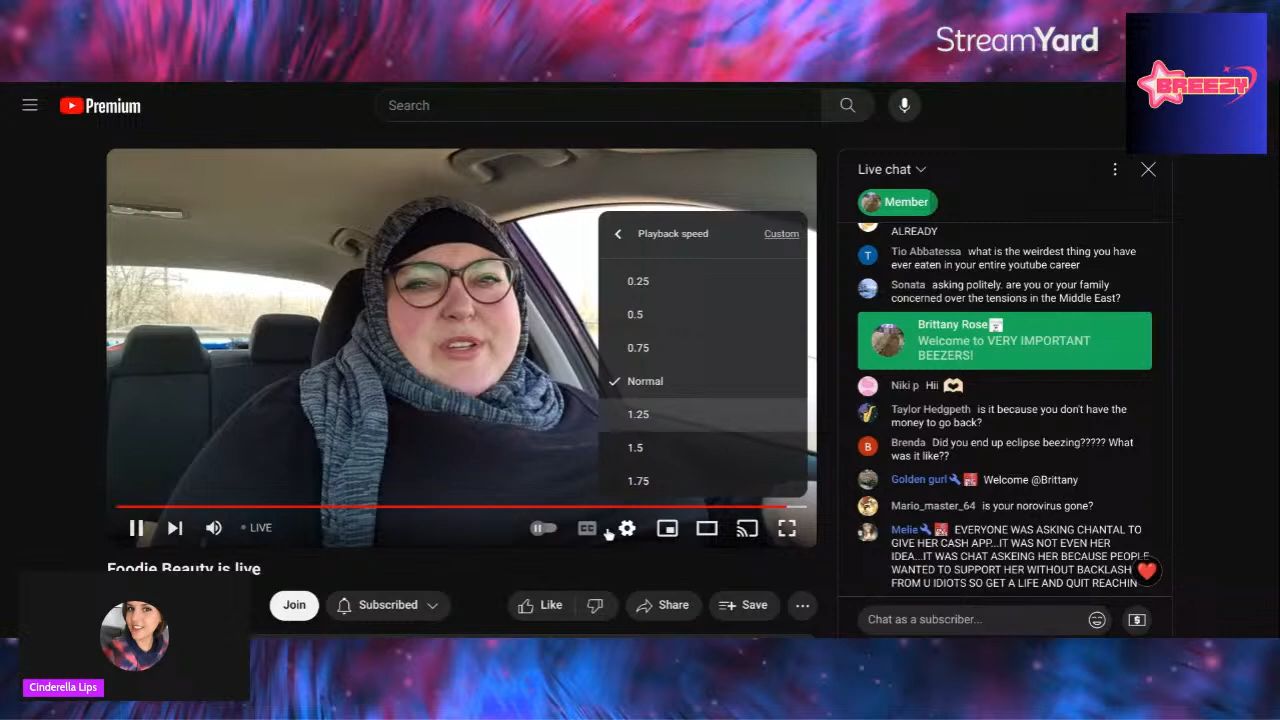 StreamYard
BREEZY
Premium
Search
Playback speed
Custom
0.25
0.5
0.75
Normal
1.25
1.5
1.75
LIVE
CC
Foodie Beauty is live
Join
Subscribed
Like
Share
Save
Live chat
Member
ALREADY
Tio Abbatessa what is the weirdest thing you have
ever eaten in your entire youtube career
Sonata asking politely. are you or your family
concerned over the tensions in the Middle East?
Brittany Rose
Welcome to VERY IMPORTANT
BEEZERS!
Niki p Hii
Taylor Hedgpeth is it because you don't have the
money to go back?
Brenda Did you end up eclipse beezing????? What
was it like??
Golden gurl Welcome @Brittany
Mario_master_64 is your norovirus gone?
Melie EVERYONE WAS ASKING CHANTAL TO
GIVE HER CASH APP...IT WAS NOT EVEN HER
IDEA...IT WAS CHAT ASKEING HER BECAUSE PEOPLE
WANTED TO SUPPORT HER WITHOUT BACKLASH
FROM U IDIOTS SO GET A LIFE AND QUIT REACHIN
Chat as a subscriber...
Cinderella Lips